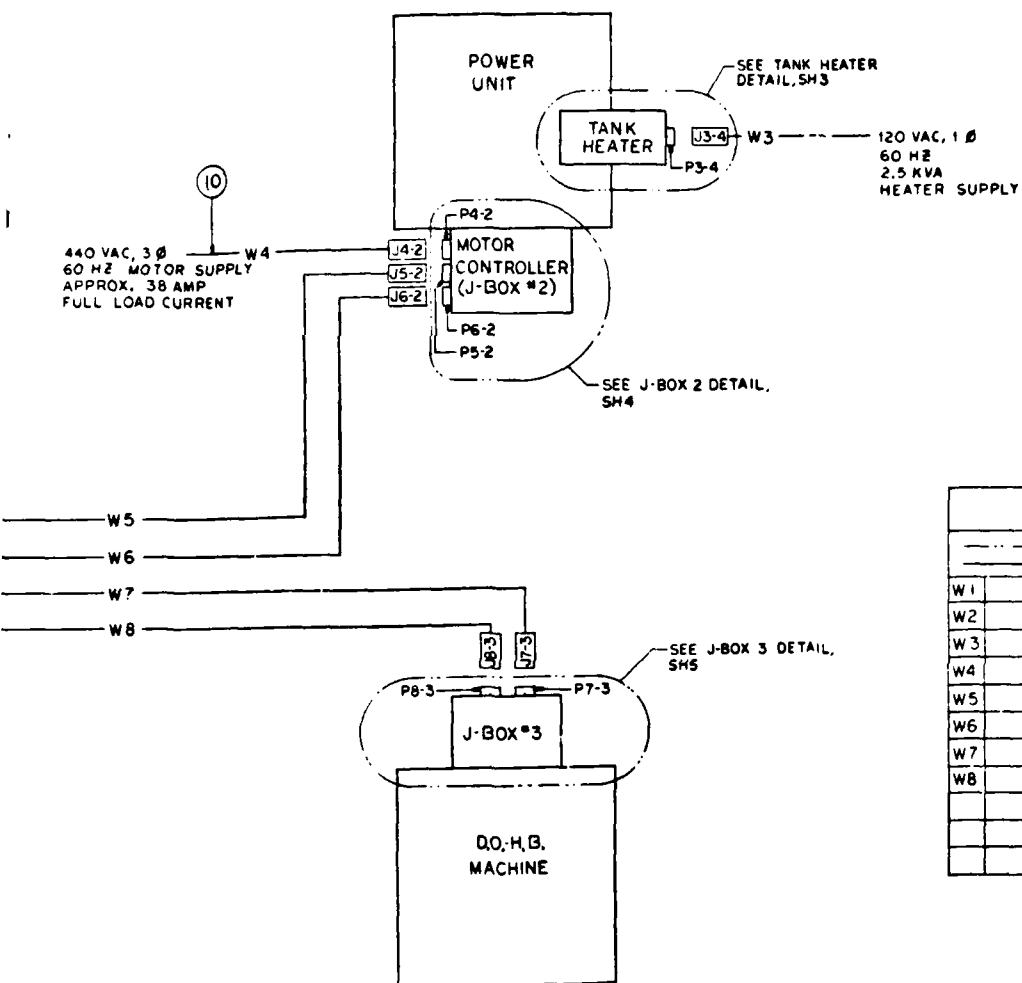 POWER
UNIT
SEE TANK HEATER
DETAIL, SH3
TANK
HEATER
J3-4
W3
P3-4
120 VAC, 1 Ø
60 HZ
2.5 KVA
HEATER SUPPLY
10
440 VAC, 3 Ø
60 HZ MOTOR SUPPLY
APPROX. 38 AMP
FULL LOAD CURRENT
W4
J4-2
J5-2
J6-2
P4-2
MOTOR
CONTROLLER
(J-BOX #2)
P6-2
P5-2
SEE J-BOX 2 DETAIL,
SH4
W5
W6
W7
W8
J8-3
J7-3
SEE J-BOX 3 DETAIL,
SH5
P8-3
P7-3
J-BOX #3
D.O.-H.B.
MACHINE
W1
W2
W3
W4
W5
W6
W7
W8